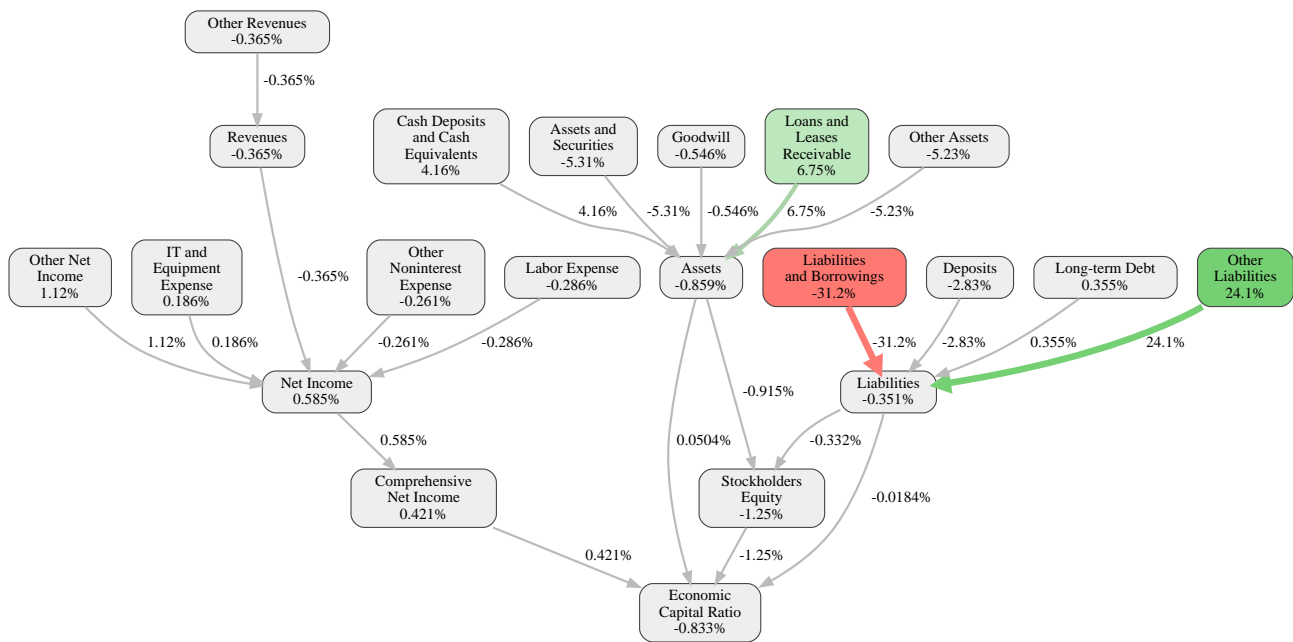 Other Revenues
-0.365%
-0.365%
Revenues
-0.365%
Cash Deposits
and Cash
Equivalents
4.16%
Assets and
Securities
-5.31%
Goodwill
-0.546%
Loans and
Leases
Receivable
6.75%
Other Assets
-5.23%
4.16%
-5.31%
-0.546%
6.75%
-5.23%
Other Net
Income
1.12%
IT and
Equipment
Expense
0.186%
-0.365%
Other
Noninterest
Expense
-0.261%
Labor Expense
-0.286%
Assets
-0.859%
Liabilities
and Borrowings
-31.2%
Deposits
-2.83%
Long-term Debt
0.355%
Other
Liabilities
24.1%
1.12%
0.186%
-0.261%
-0.286%
-31.2%
-2.83%
0.355%
24.1%
Net Income
0.585%
-0.915%
Liabilities
-0.351%
0.585%
0.0504%
-0.332%
Comprehensive
Net Income
0.421%
Stockholders
Equity
-1.25%
-0.0184%
0.421%
-1.25%
Economic
Capital Ratio
-0.833%